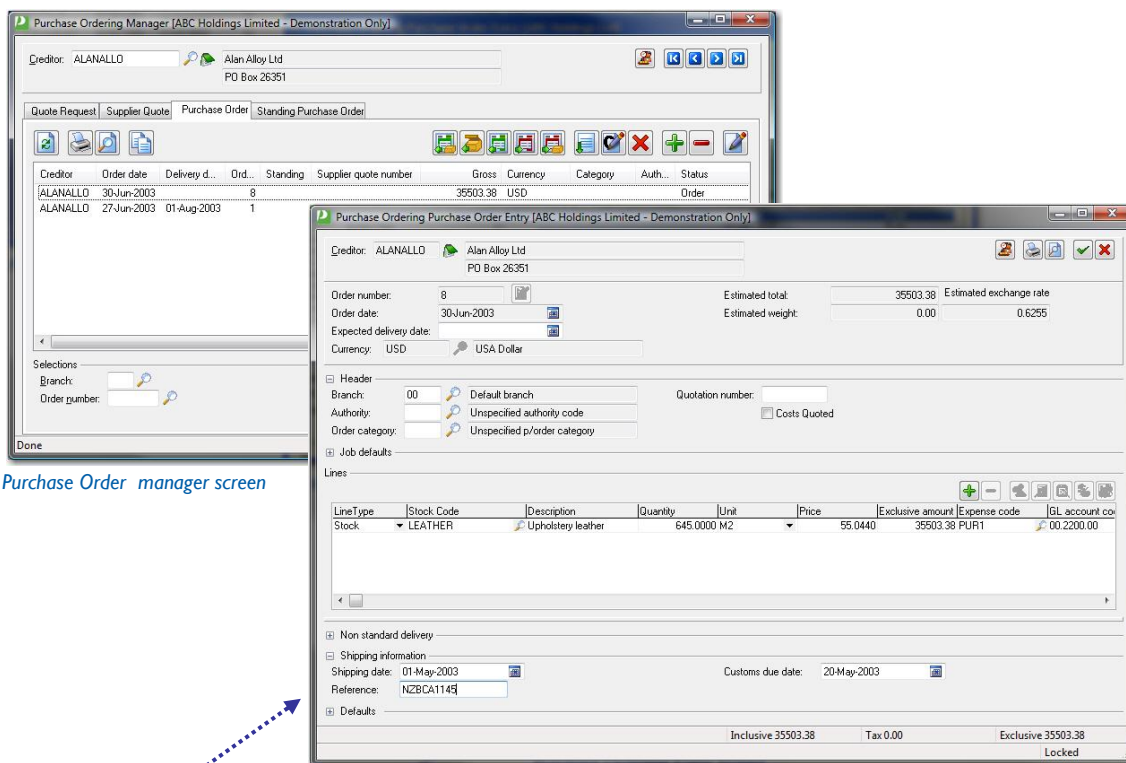 Purchase Ordering Manager [ABC Holdings Limited - Demonstration Only]
Creditor: ALANALLO Alan Alloy Ltd
PO Box 26351
Quote Request Supplier Quote Purchase Order Standing Purchase Order
Creditor Order date Delivery d... Ord... Standing Supplier quote number Gross Currency Category Auth... Status
ALANALLO 30-Jun-2003 8 35503.38 USD Order
ALANALLO 27-Jun-2003 01-Aug-2003 1
Selections
Branch:
Order number:
Done
Purchase Order manager screen
Purchase Ordering Purchase Order Entry [ABC Holdings Limited - Demonstration Only]
Creditor: ALANALLO Alan Alloy Ltd
PO Box 26351
Order number: 8 Estimated total: 35503.38 Estimated exchange rate
Order date: 30-Jun-2003 Estimated weight: 0.00 0.6255
Expected delivery date:
Currency: USD USA Dollar
Header
Branch: 00 Default branch Quotation number:
Authority: Unspecified authority code Costs Quoted
Order category: Unspecified p/order category
Job defaults
Lines
LineType Stock Code Description Quantity Unit Price Exclusive amount Expense code GL account co
Stock LEATHER Upholstery leather 645.0000 M2 55.0440 35503.38 PUR1 00.2200.00
Non standard delivery
Shipping information
Shipping date: 01-May-2003 Customs due date: 20-May-2003
Reference: NZBCA1145
Defaults
Inclusive 35503.38 Tax 0.00 Exclusive 35503.38
Locked